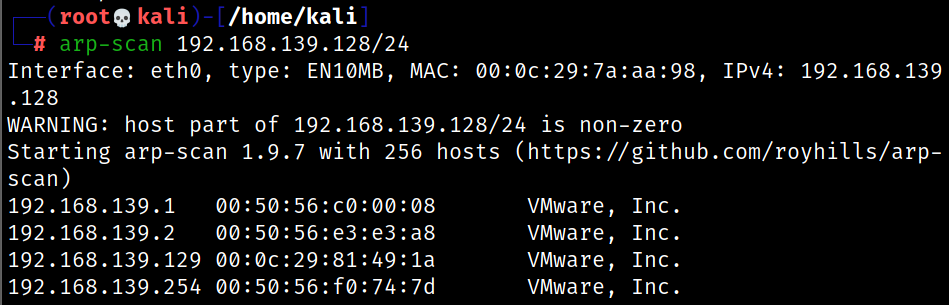 (root💀kali)-[/home/kali]
# arp-scan 192.168.139.128/24
Interface: eth0, type: EN10MB, MAC: 00:0c:29:7a:aa:98, IPv4: 192.168.139
.128
WARNING: host part of 192.168.139.128/24 is non-zero
Starting arp-scan 1.9.7 with 256 hosts (https://github.com/royhills/arp-
scan)
192.168.139.1 00:50:56:c0:00:08 VMware, Inc.
192.168.139.2 00:50:56:e3:e3:a8 VMware, Inc.
192.168.139.129 00:0c:29:81:49:1a VMware, Inc.
192.168.139.254 00:50:56:f0:74:7d VMware, Inc.